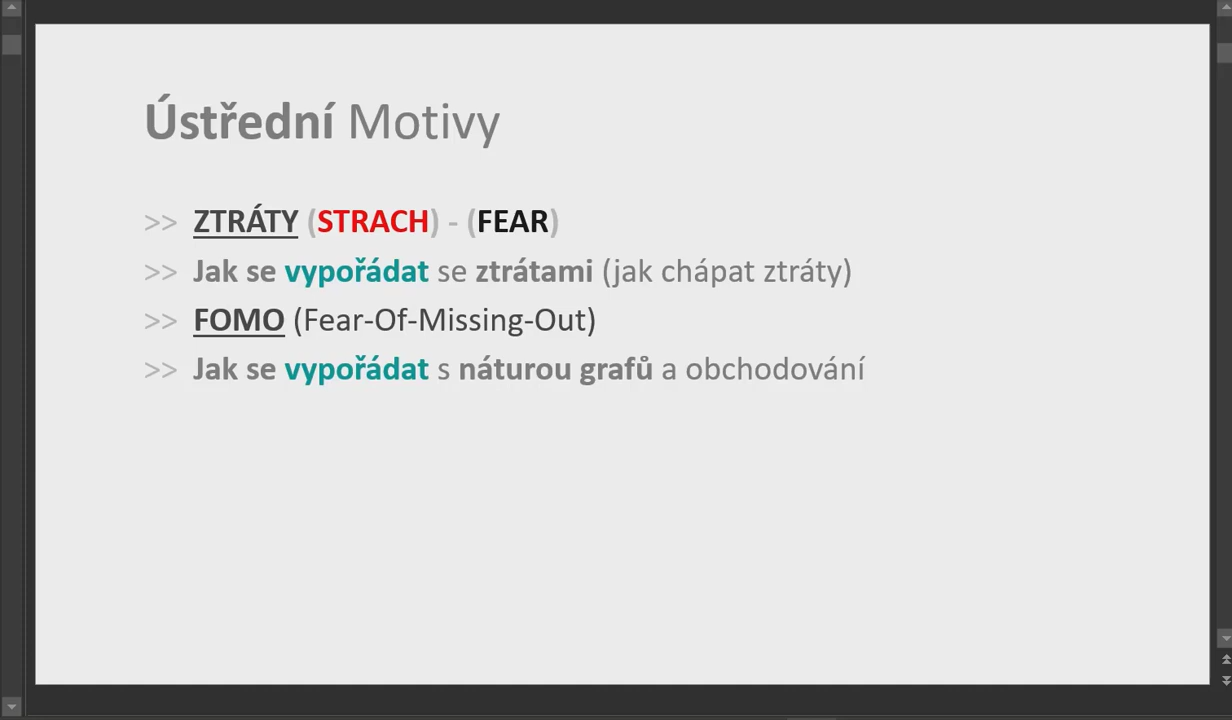 Ústřední Motivy
>> ZTRÁTY (STRACH) - (FEAR)
>> Jak se vypořádat se ztrátami (jak chápat ztráty)
>> FOMO (Fear-Of-Missing-Out)
>> Jak se vypořádat s náturou grafů a obchodování